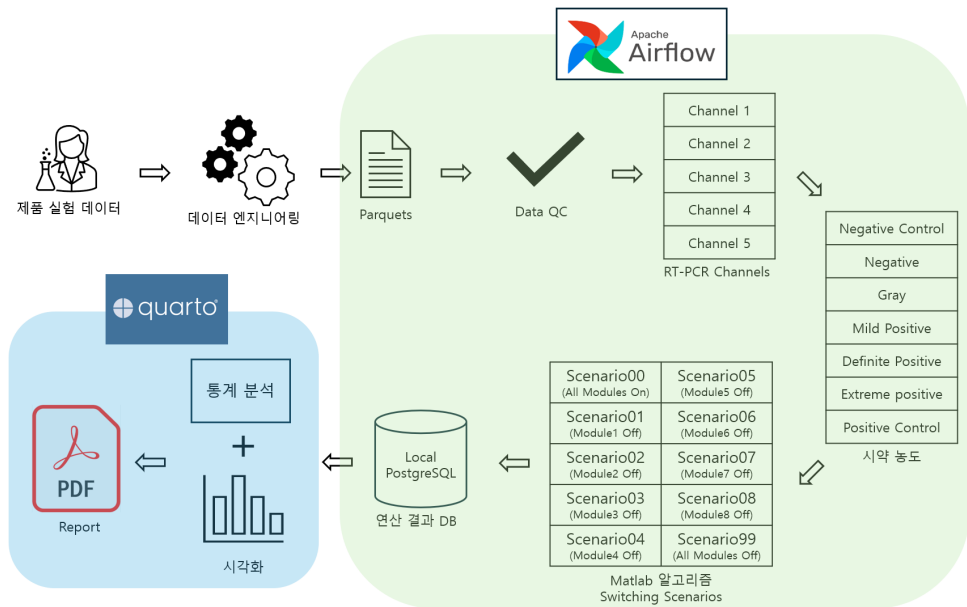 Apache
Airflow
제품 실험 데이터
데이터 엔지니어링
Parquets
Data QC
Channel 1
Channel 2
Channel 3
Channel 4
Channel 5
RT-PCR Channels
Negative Control
Negative
Gray
Mild Positive
Definite Positive
Extreme positive
Positive Control
시약 농도
Scenario00
(All Modules On)
Scenario05
(Module5 Off)
Scenario01
(Module1 Off)
Scenario06
(Module6 Off)
Scenario02
(Module2 Off)
Scenario07
(Module7 Off)
Scenario03
(Module3 Off)
Scenario08
(Module8 Off)
Scenario04
(Module4 Off)
Scenario99
(All Modules Off)
Matlab 알고리즘
Switching Scenarios
Local
PostgreSQL
연산 결과 DB
quarto
통계 분석
+
시각화
PDF
Report